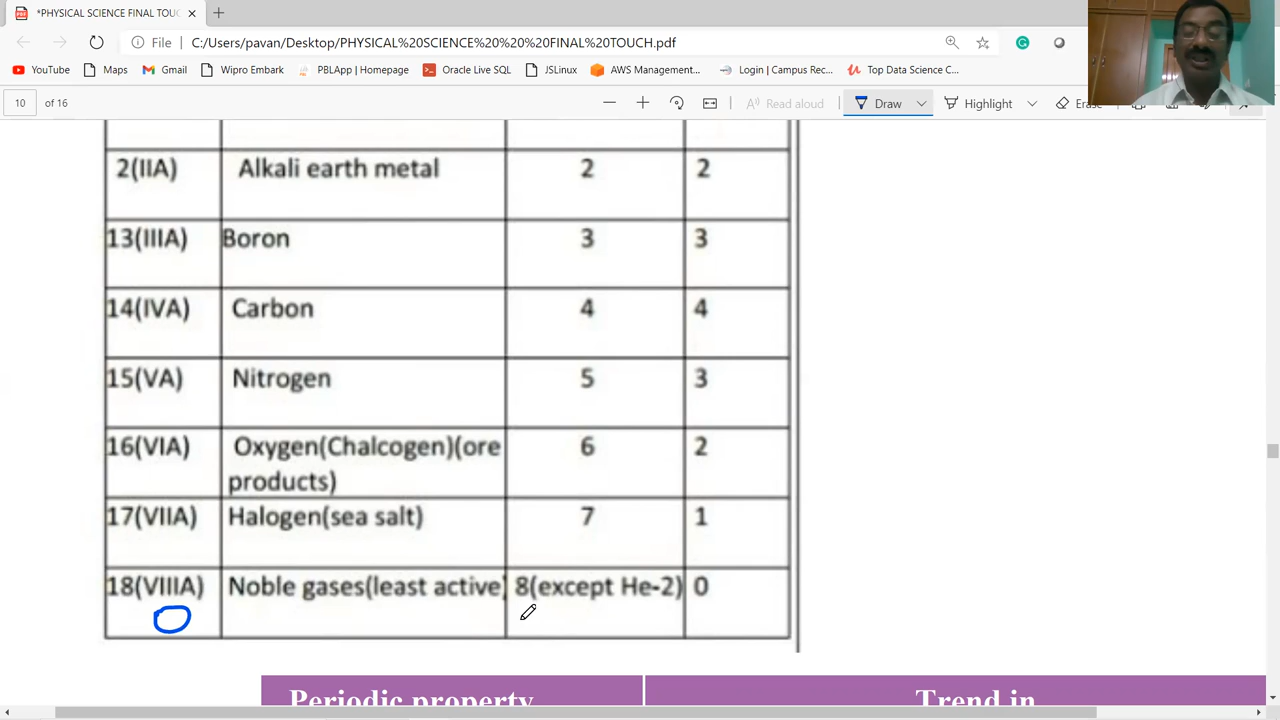 *PHYSICAL SCIENCE FINAL TOUC
File C:/Users/pavan/Desktop/PHYSICAL%20SCIENCE%20%20%20FINAL%20TOUCH.pdf
YouTube Maps Gmail Wipro Embark PBLApp | Homepage Oracle Live SQL JSLinux AWS Management... Login | Campus Rec... Top Data Science C...
10 of 16 Read aloud Draw Highlight Erase
2(IIA) Alkali earth metal 2 2
13(IIIA) Boron 3 3
14(IVA) Carbon 4 4
15(VA) Nitrogen 5 3
16(VIA) Oxygen(Chalcogen)(ore 6 2
products)
17(VIIA) Halogen(sea salt) 7 1
18(VIIIA) Noble gases(least active) 8(except He-2) 0
Periodic property Trend in